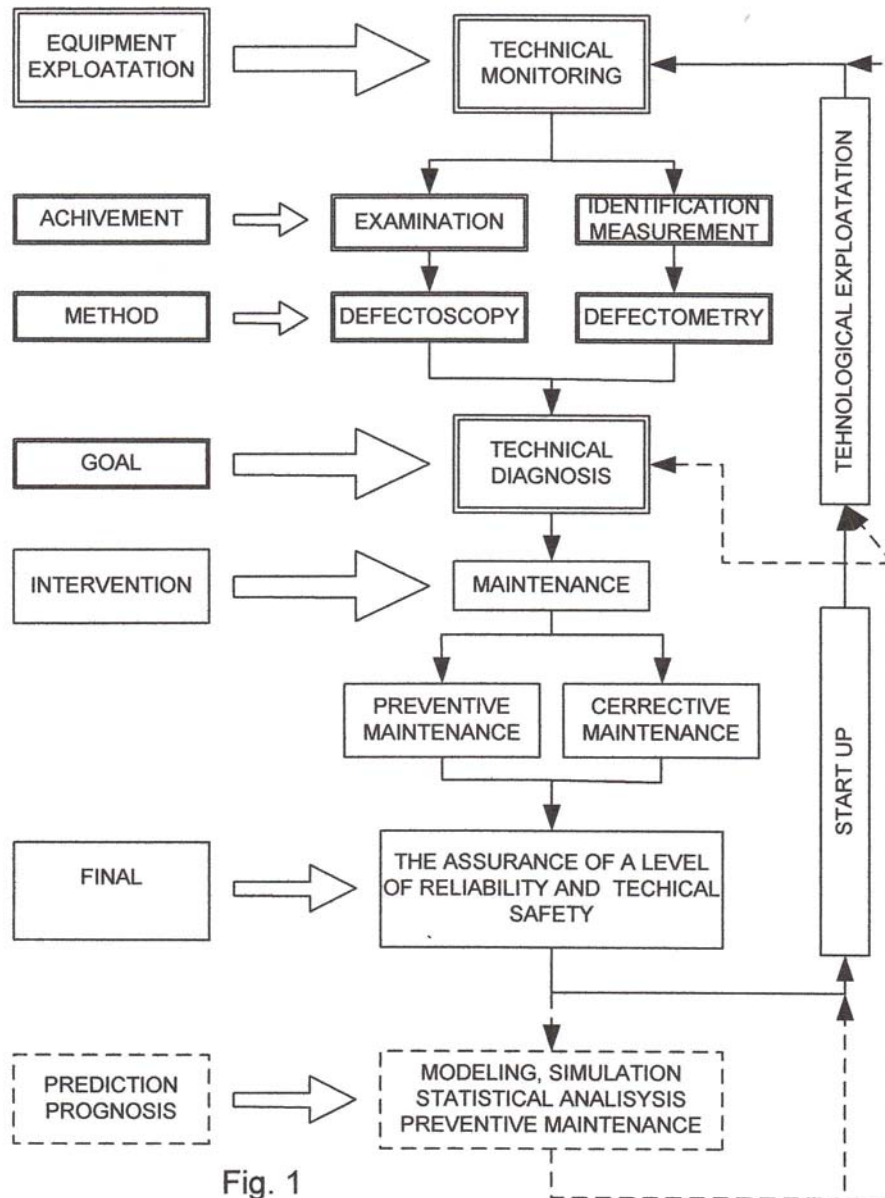 EQUIPMENT
EXPLOATATION
TECHNICAL
MONITORING
ACHIVEMENT
EXAMINATION
IDENTIFICATION
MEASUREMENT
METHOD
DEFECTOSCOPY
DEFECTOMETRY
TEHNOLOGICAL EXPLOATATION
GOAL
TECHNICAL
DIAGNOSIS
INTERVENTION
MAINTENANCE
PREVENTIVE
MAINTENANCE
CERRECTIVE
MAINTENANCE
START UP
FINAL
THE ASSURANCE OF A LEVEL
OF RELIABILITY AND TECHICAL
SAFETY
PREDICTION
PROGNOSIS
MODELING, SIMULATION
STATISTICAL ANALISYSIS
PREVENTIVE MAINTENANCE
Fig. 1